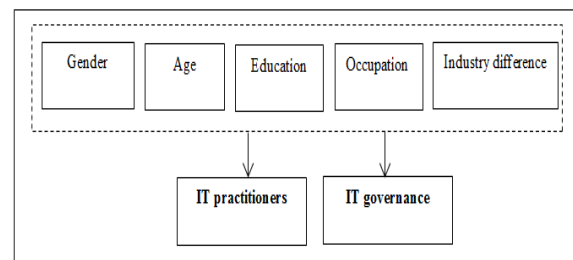 Gender
Age
Education
Occupation
Industry difference
IT practitioners
IT governance